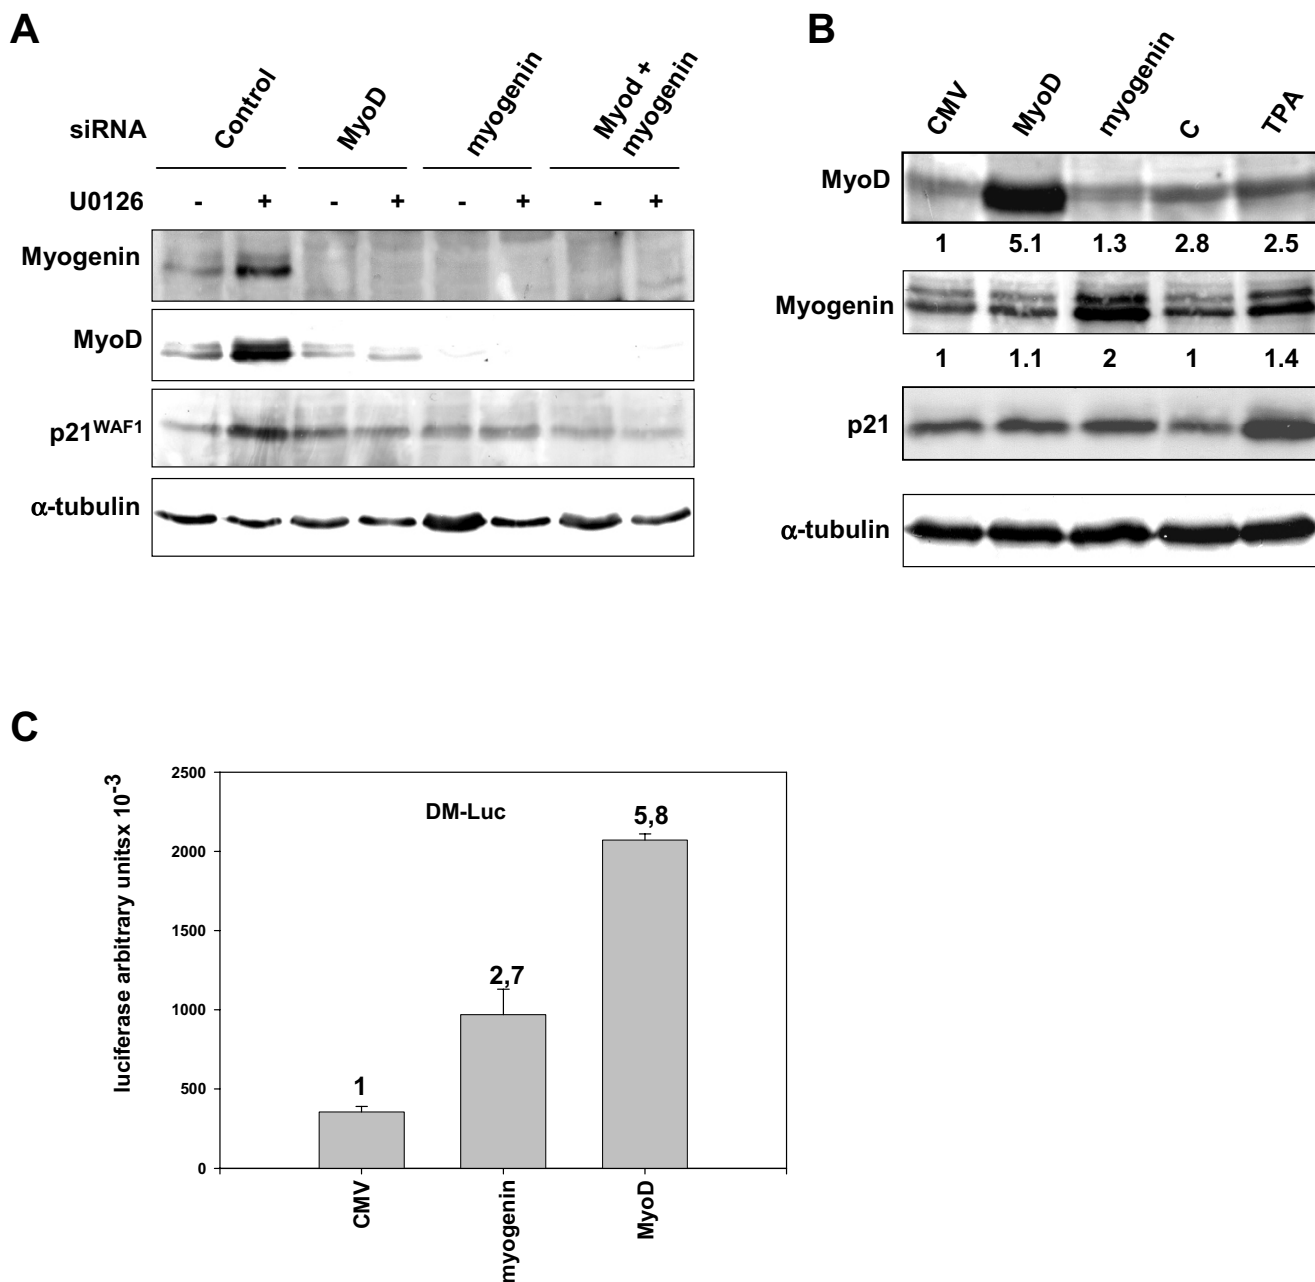 A
siRNA
Control
MyoD
myogenin
Myod +
myogenin
U0126
- + - + - + - +
Myogenin
MyoD
p21WAF1
α-tubulin
B
CMV
MyoD
myogenin
C
TPA
MyoD
1 5.1 1.3 2.8 2.5
Myogenin
1 1.1 2 1 1.4
p21
α-tubulin
C
luciferase arbitrary unitsx 10-3
2500
2000
1500
1000
500
0
DM-Luc
1
2,7
5,8
CMV
myogenin
MyoD